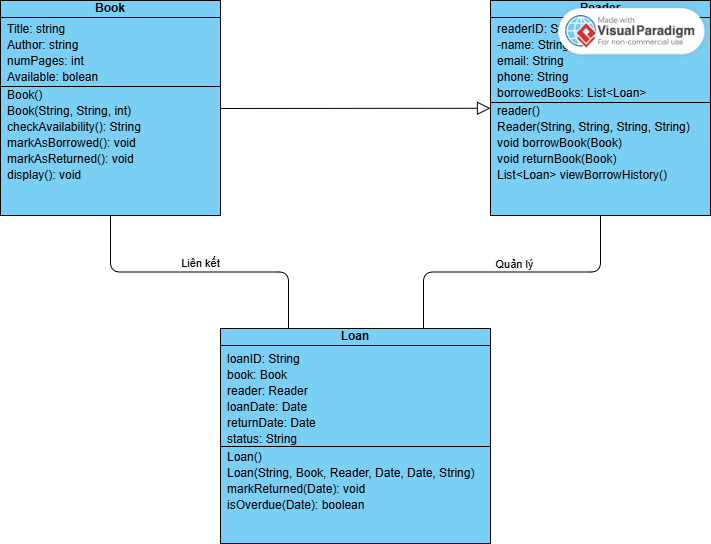 Book
Title: string
Author: string
numPages: int
Available: bolean
Book()
Book(String, String, int)
checkAvailability(): String
markAsBorrowed(): void
markAsReturned(): void
display(): void
Reader
readerID:
-name: String
email: String
phone: String
borrowedBooks: List<Loan>
reader()
Reader(String, String, String, String)
void borrowBook(Book)
void returnBook(Book)
List<Loan> viewBorrowHistory()
Made with
VisualParadigm
For non-commercial use
Liên kết
Quản lý
Loan
loanID: String
book: Book
reader: Reader
loanDate: Date
returnDate: Date
status: String
Loan()
Loan(String, Book, Reader, Date, Date, String)
markReturned(Date): void
isOverdue(Date): boolean